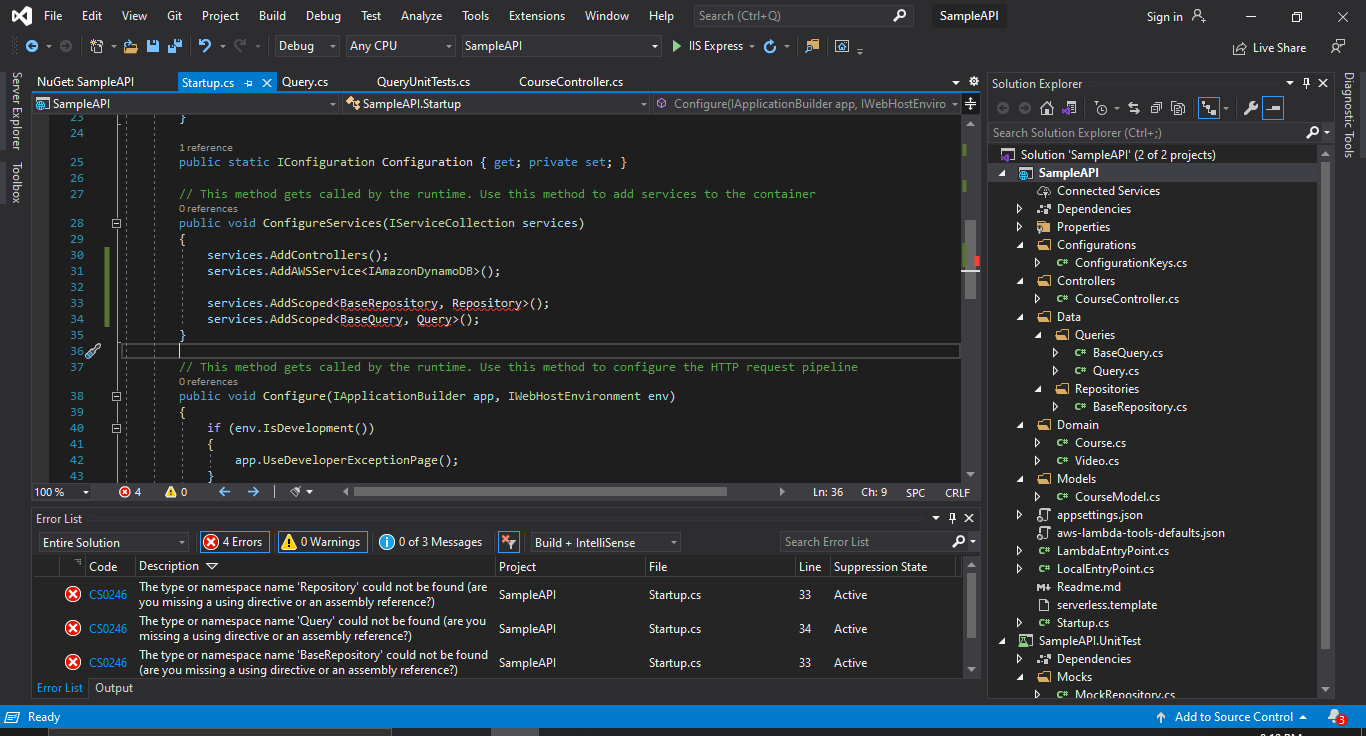 File Edit View Git Project Build Debug Test Analyze Tools Extensions Window Help Search (Ctrl+Q) SampleAPI Sign in
Debug Any CPU SampleAPI IIS Express Live Share
Server Explorer
Toolbox
NuGet: SampleAPI Startup.cs Query.cs QueryUnitTests.cs CourseController.cs
SampleAPI SampleAPI.Startup Configure(IApplicationBuilder app, IWebHostEnviro
23 }
24
1 reference
25 public static IConfiguration Configuration { get; private set; }
26
27 // This method gets called by the runtime. Use this method to add services to the container
0 references
28 public void ConfigureServices(IServiceCollection services)
29 {
30 services.AddControllers();
31 services.AddAWSService<IAmazonDynamoDB>();
32
33 services.AddScoped<BaseRepository, Repository>();
34 services.AddScoped<BaseQuery, Query>();
35 }
36
37 // This method gets called by the runtime. Use this method to configure the HTTP request pipeline
0 references
38 public void Configure(IApplicationBuilder app, IWebHostEnvironment env)
39 {
40 if (env.IsDevelopment())
41 {
42 app.UseDeveloperExceptionPage();
43 }
100 % 4 0 Ln: 36 Ch: 9 SPC CRLF
Error List
Entire Solution 4 Errors 0 Warnings 0 of 3 Messages Build + IntelliSense Search Error List
Code Description Project File Line Suppression State
CS0246 The type or namespace name 'Repository' could not be found (are you missing a using directive or an assembly reference?) SampleAPI Startup.cs 33 Active
CS0246 The type or namespace name 'Query' could not be found (are you missing a using directive or an assembly reference?) SampleAPI Startup.cs 34 Active
CS0246 The type or namespace name 'BaseRepository' could not be found (are you missing a using directive or an assembly reference?) SampleAPI Startup.cs 33 Active
Error List Output
Solution Explorer
Search Solution Explorer (Ctrl+;)
Solution 'SampleAPI' (2 of 2 projects)
SampleAPI
Connected Services
Dependencies
Properties
Configurations
C# ConfigurationKeys.cs
Controllers
C# CourseController.cs
Data
Queries
C# BaseQuery.cs
C# Query.cs
Repositories
C# BaseRepository.cs
Domain
C# Course.cs
C# Video.cs
Models
C# CourseModel.cs
appsettings.json
aws-lambda-tools-defaults.json
C# LambdaEntryPoint.cs
C# LocalEntryPoint.cs
M↓ Readme.md
serverless.template
C# Startup.cs
SampleAPI.UnitTest
Dependencies
Mocks
C# MockRepository.cs
Diagnostic Tools
Ready Add to Source Control 3